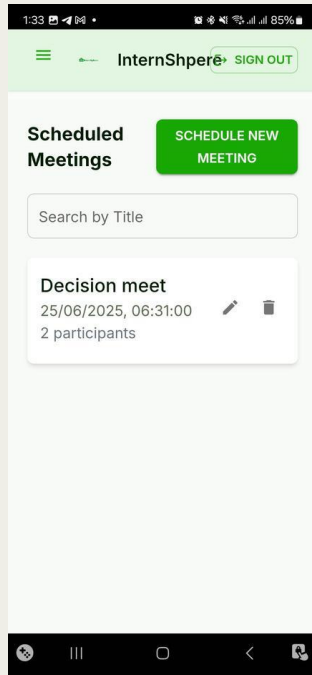 1:33 85%
InternShpere SIGN OUT
Scheduled Meetings
SCHEDULE NEW MEETING
Search by Title
Decision meet
25/06/2025, 06:31:00
2 participants